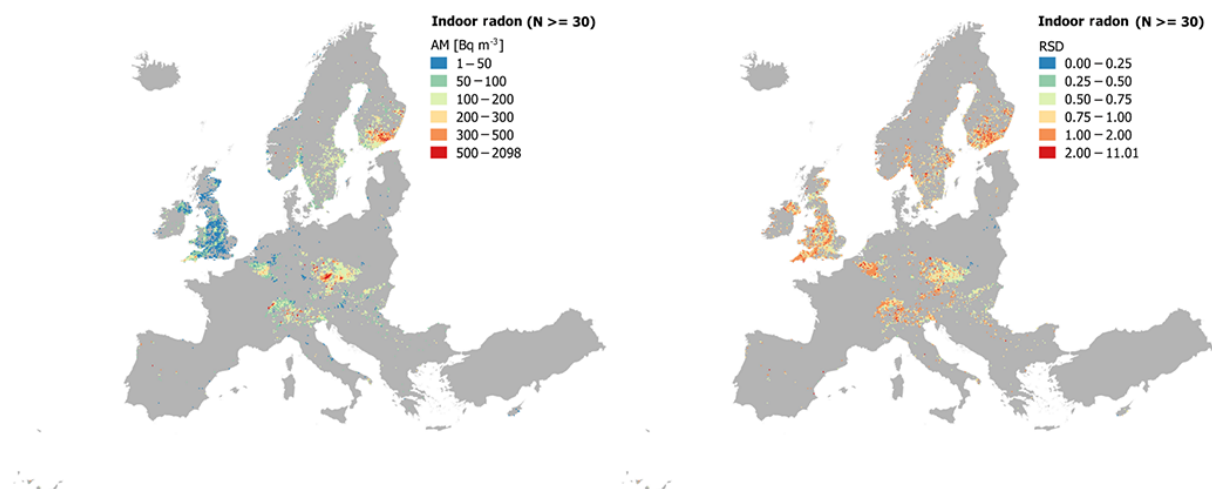 Indoor radon (N >= 30)
AM [Bq m⁻³]
1 – 50
50 – 100
100 – 200
200 – 300
300 – 500
500 – 2098
Indoor radon (N >= 30)
RSD
0.00 – 0.25
0.25 – 0.50
0.50 – 0.75
0.75 – 1.00
1.00 – 2.00
2.00 – 11.01